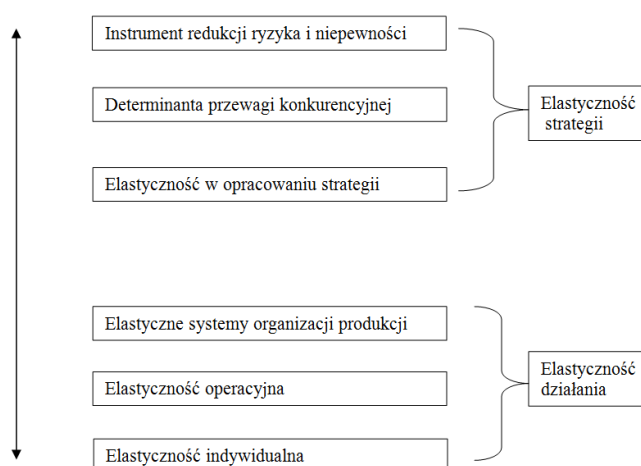 Instrument redukcji ryzyka i niepewności
Determinanta przewagi konkurencyjnej
Elastyczność w opracowaniu strategii
Elastyczność
strategii
Elastyczne systemy organizacji produkcji
Elastyczność operacyjna
Elastyczność indywidualna
Elastyczność
działania